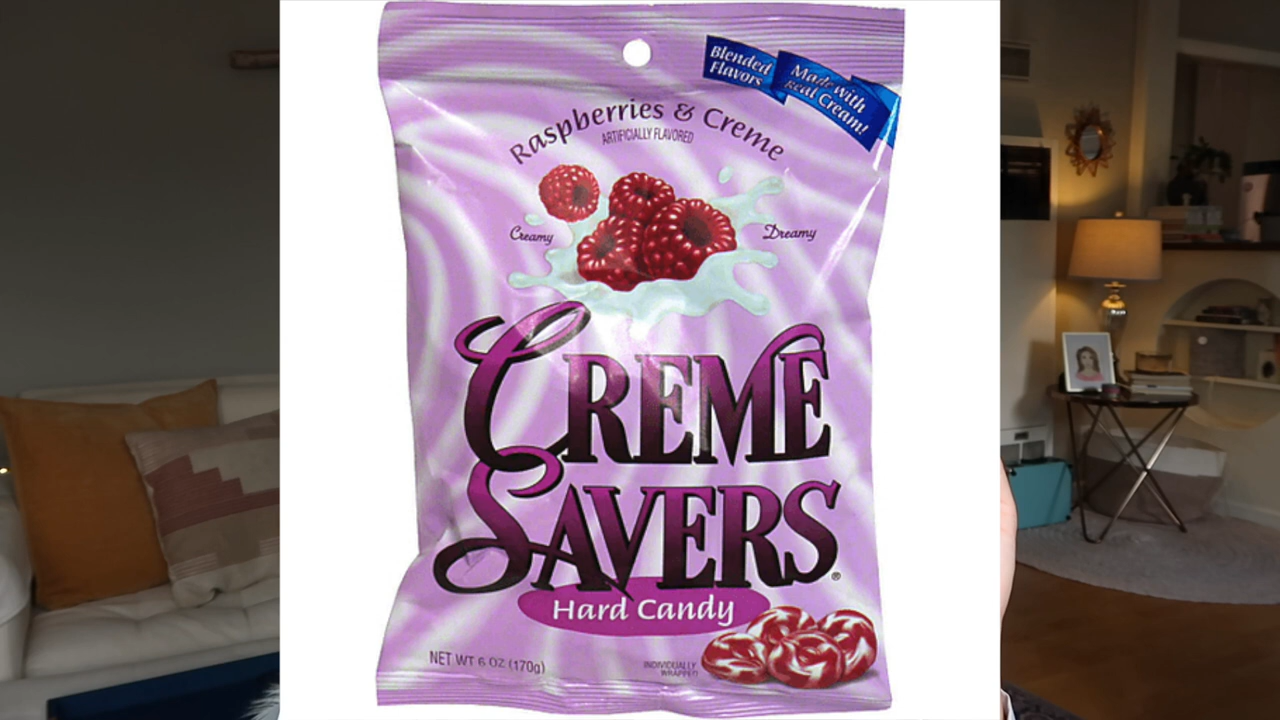 Blended
Flavors
Made with
Real Cream!
Raspberries & Creme
ARTIFICIALLY FLAVORED
Creamy
Dreamy
CREME
SAVERS®
Hard Candy
NET WT 6 OZ (170g)
INDIVIDUALLY
WRAPPED